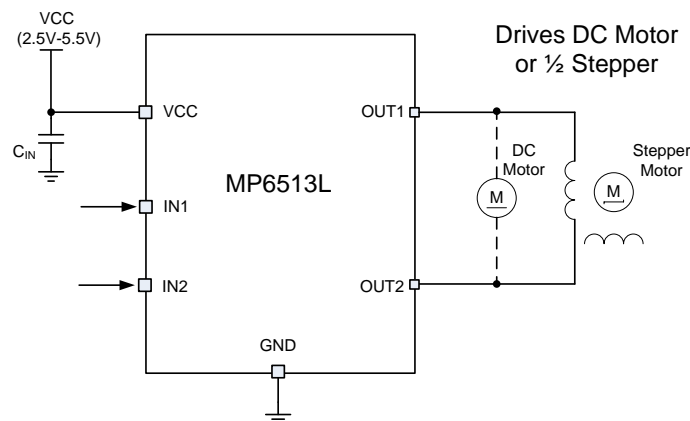 VCC
(2.5V-5.5V)
Drives DC Motor
or ½ Stepper
VCC
OUT1
CIN
DC
Motor
Stepper
Motor
MP6513L
M
M
IN1
IN2
OUT2
GND